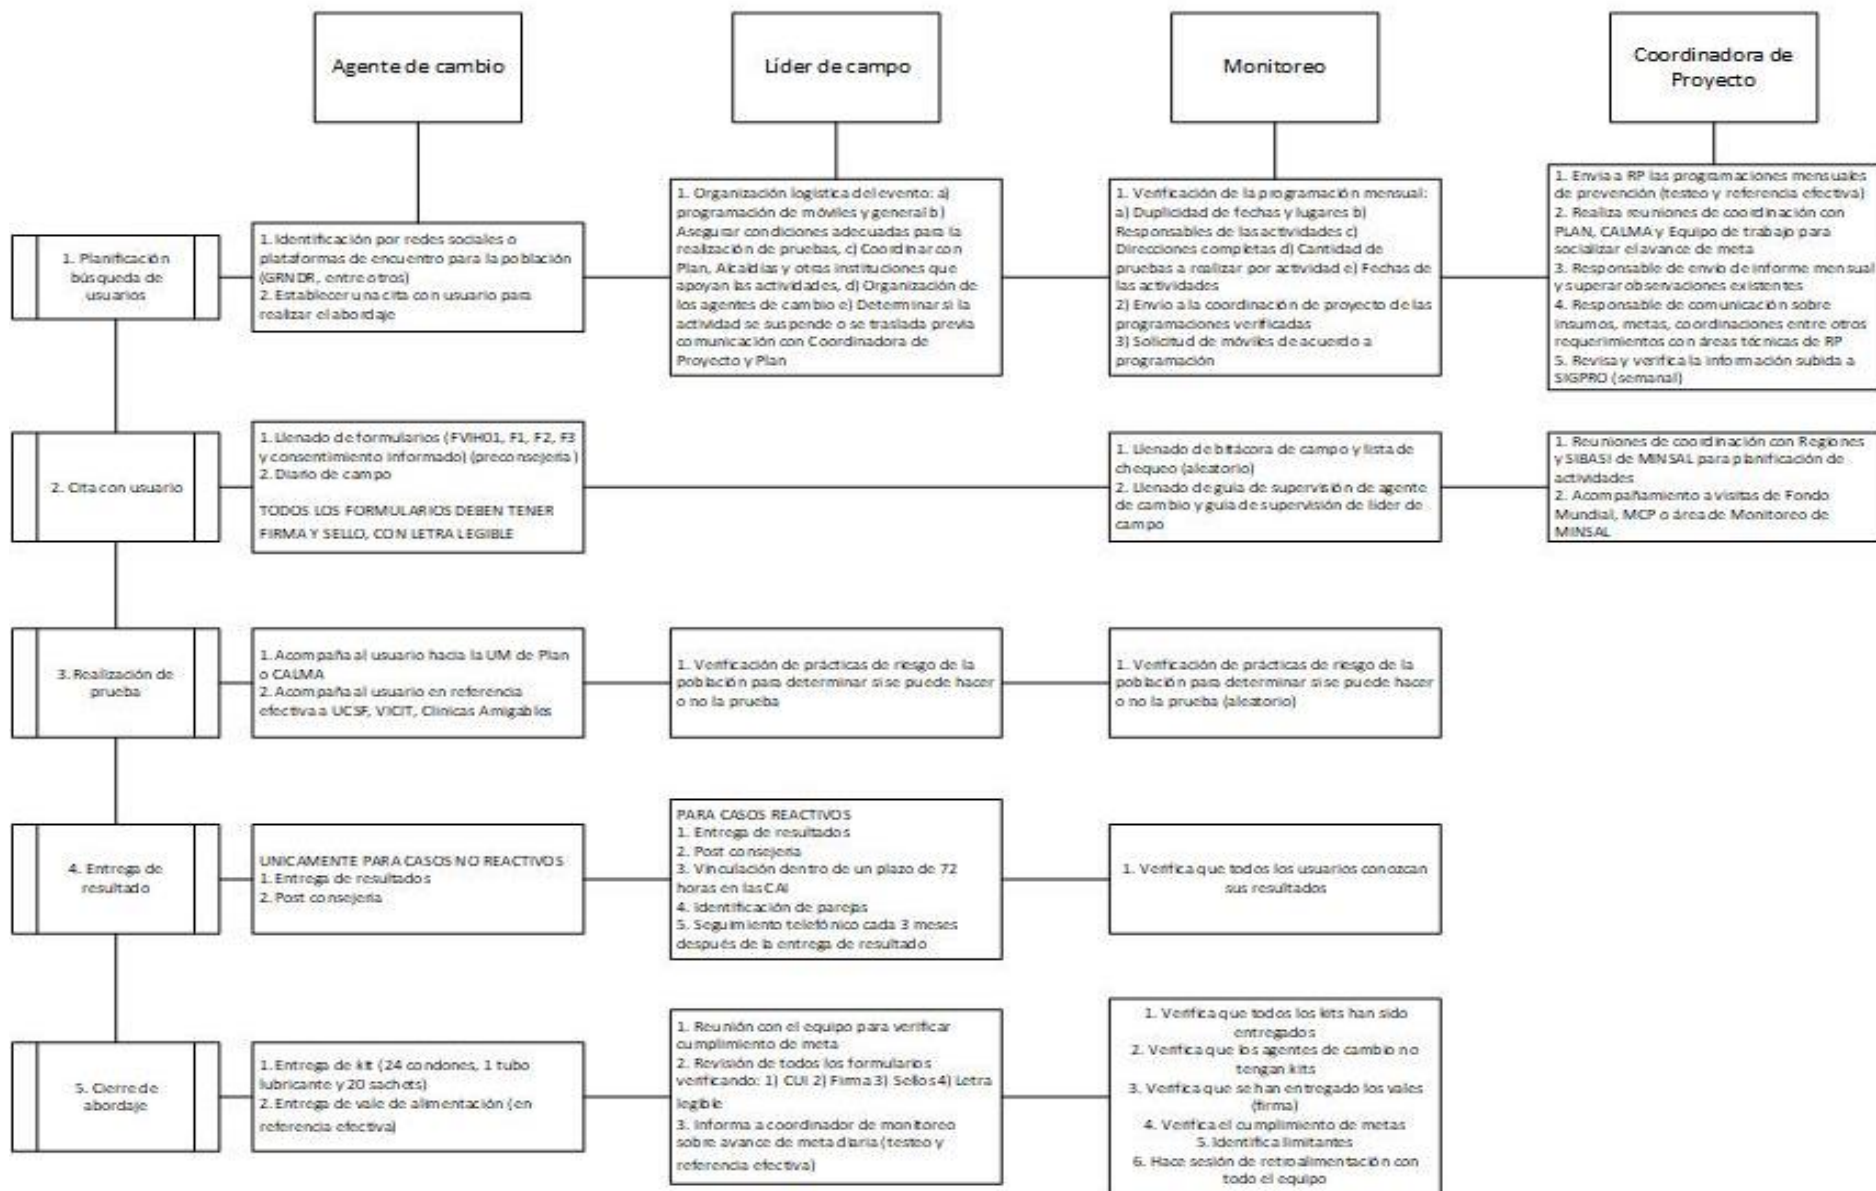 Agente de cambio
Líder de campo
Monitoreo
Coordinadora de
Proyecto
1. Planificación
búsqueda de
usuarios
1. Identificación por redes sociales o
plataformas de encuentro para la población
(GRNDR, entre otros)
2. Establecer una cita con usuario para
realizar el abordaje
1. Organización logística del evento: a)
programación de móviles y general b)
Asegurar condiciones adecuadas para la
realización de pruebas, c) Coordinar con
Plan, Alcaldías y otras instituciones que
apoyan las actividades, d) Organización de
los agentes de cambio e) Determinar si la
actividad se suspende o se traslada previa
comunicación con Coordinadora de
Proyecto y Plan
1. Verificación de la programación mensual:
a) Duplicidad de fechas y lugares b)
Responsables de las actividades c)
Direcciones completas d) Cantidad de
pruebas a realizar por actividad e) Fechas de
las actividades
2) Envío a la coordinación de proyecto de las
programaciones verificadas
3) Solicitud de móviles de acuerdo a
programación
1. Envía a RP las programaciones mensuales
de prevención (testeo y referencia efectiva)
2. Realiza reuniones de coordinación con
PLAN, CALMA y Equipo de trabajo para
socializar el avance de meta
3. Responsable de envío de informe mensual
y superar observaciones existentes
4. Responsable de comunicación sobre
insumos, metas, coordinaciones entre otros
requerimientos con áreas técnicas de RP
5. Revisa y verifica la información subida a
SIGPRO (semanal)
2. Cita con usuario
1. Llenado de formularios (FVIH01, F1, F2, F3
y consentimiento informado) (preconsejería)
2. Diario de campo
TODOS LOS FORMULARIOS DEBEN TENER
FIRMA Y SELLO, CON LETRA LEGIBLE
1. Llenado de bitácora de campo y lista de
chequeo (aleatorio)
2. Llenado de guía de supervisión de agente
de cambio y guía de supervisión de líder de
campo
1. Reuniones de coordinación con Regiones
y SIBASI de MINSAL para planificación de
actividades
2. Acompañamiento a visitas de Fondo
Mundial, MCP o área de Monitoreo de
MINSAL
3. Realización de
prueba
1. Acompaña al usuario hacia la UM de Plan
o CALMA
2. Acompaña al usuario en referencia
efectiva a UCSF, VICIT, Clínicas Amigables
1. Verificación de prácticas de riesgo de la
población para determinar si se puede hacer
o no la prueba
1. Verificación de prácticas de riesgo de la
población para determinar si se puede hacer
o no la prueba (aleatorio)
4. Entrega de
resultado
UNICAMENTE PARA CASOS NO REACTIVOS
1. Entrega de resultados
2. Post consejería
PARA CASOS REACTIVOS
1. Entrega de resultados
2. Post consejería
3. Vinculación dentro de un plazo de 72
horas en las CAI
4. Identificación de parejas
5. Seguimiento telefónico cada 3 meses
después de la entrega de resultado
1. Verifica que todos los usuarios conozcan
sus resultados
5. Cierre de
abordaje
1. Entrega de kit (24 condones, 1 tubo
lubricante y 20 sachets)
2. Entrega de vale de alimentación (en
referencia efectiva)
1. Reunión con el equipo para verificar
cumplimiento de meta
2. Revisión de todos los formularios
verificando: 1) CUI 2) Firma 3) Sellos 4) Letra
legible
3. Informa a coordinador de monitoreo
sobre avance de meta diaria (testeo y
referencia efectiva)
1. Verifica que todos los kits han sido
entregados
2. Verifica que los agentes de cambio no
tengan kits
3. Verifica que se han entregado los vales
(firma)
4. Verifica el cumplimiento de metas
5. Identifica limitantes
6. Hace sesión de retroalimentación con
todo el equipo